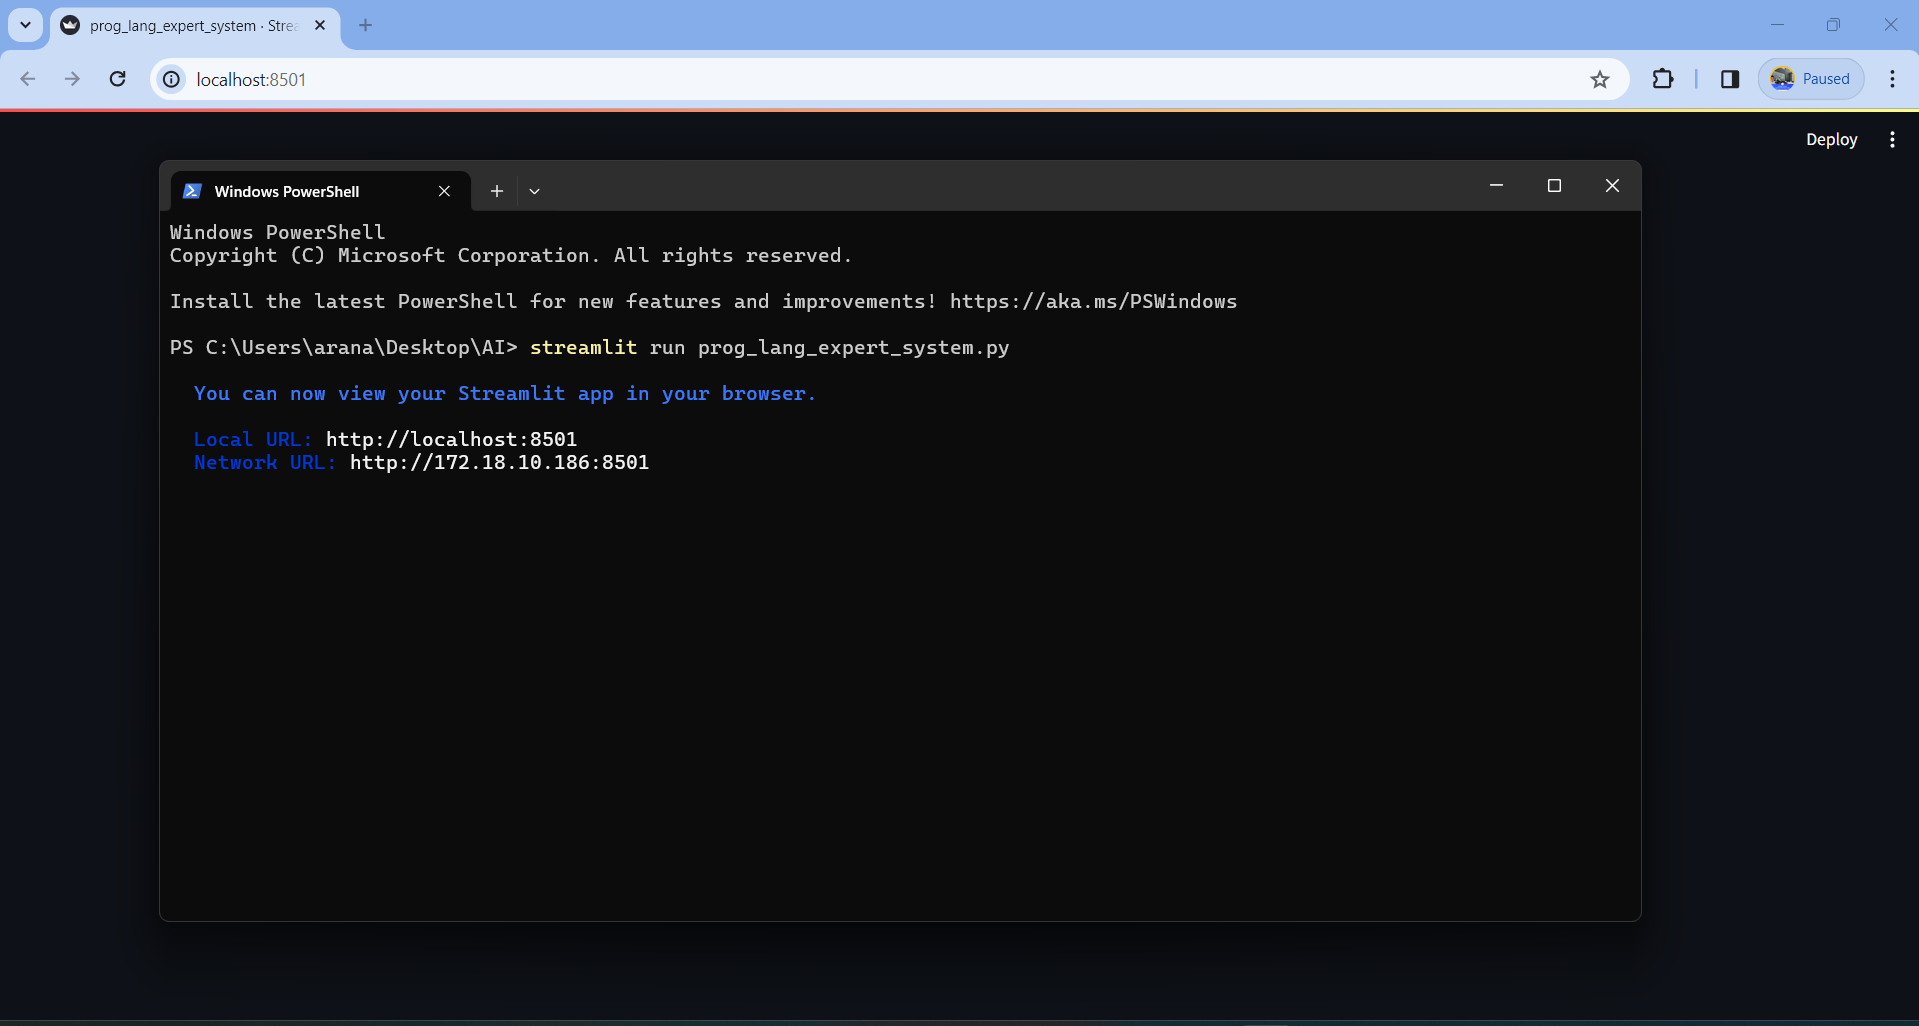 prog_lang_expert_system · Strea
localhost:8501
Paused
Deploy
Windows PowerShell
Windows PowerShell
Copyright (C) Microsoft Corporation. All rights reserved.
Install the latest PowerShell for new features and improvements! https://aka.ms/PSWindows
PS C:\Users\arana\Desktop\AI> streamlit run prog_lang_expert_system.py
You can now view your Streamlit app in your browser.
Local URL: http://localhost:8501
Network URL: http://172.18.10.186:8501